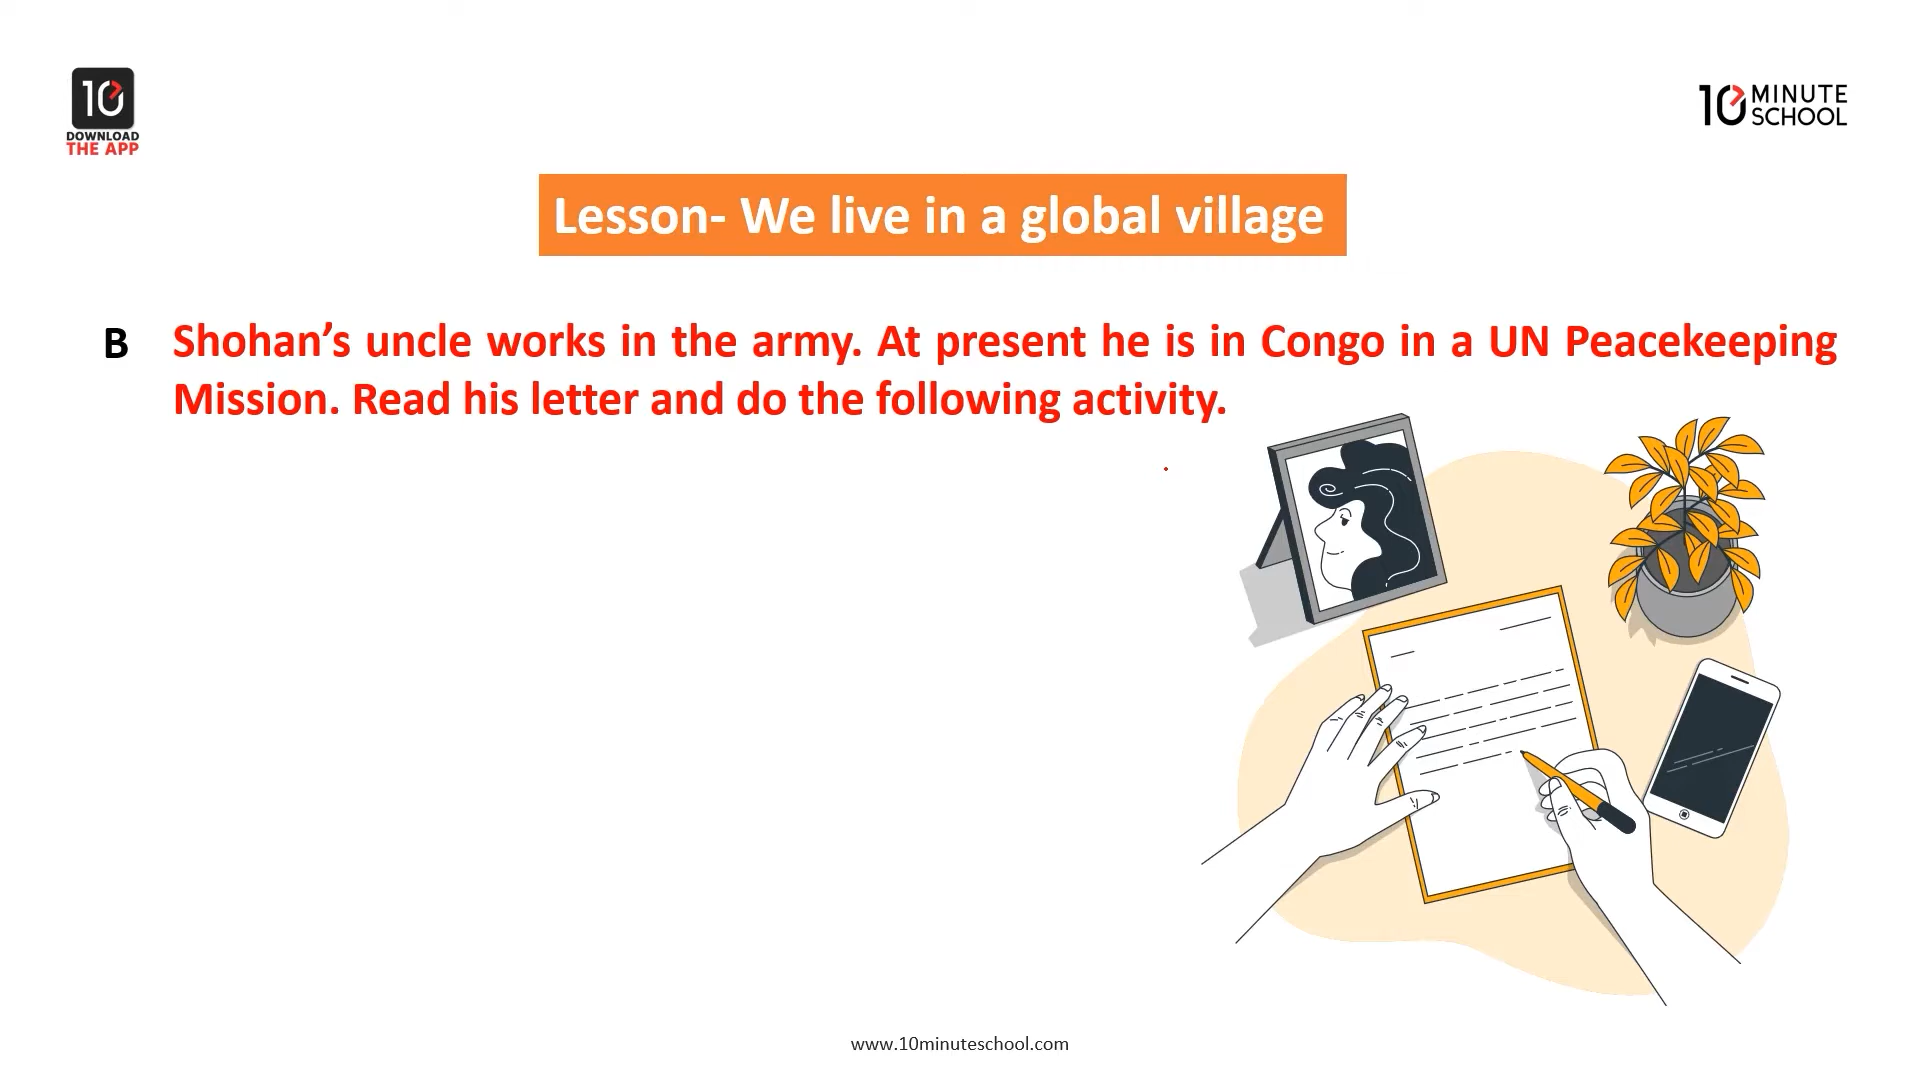 10
DOWNLOAD
THE APP
10 MINUTE
SCHOOL
Lesson- We live in a global village
B Shohan’s uncle works in the army. At present he is in Congo in a UN Peacekeeping
Mission. Read his letter and do the following activity.
www.10minuteschool.com